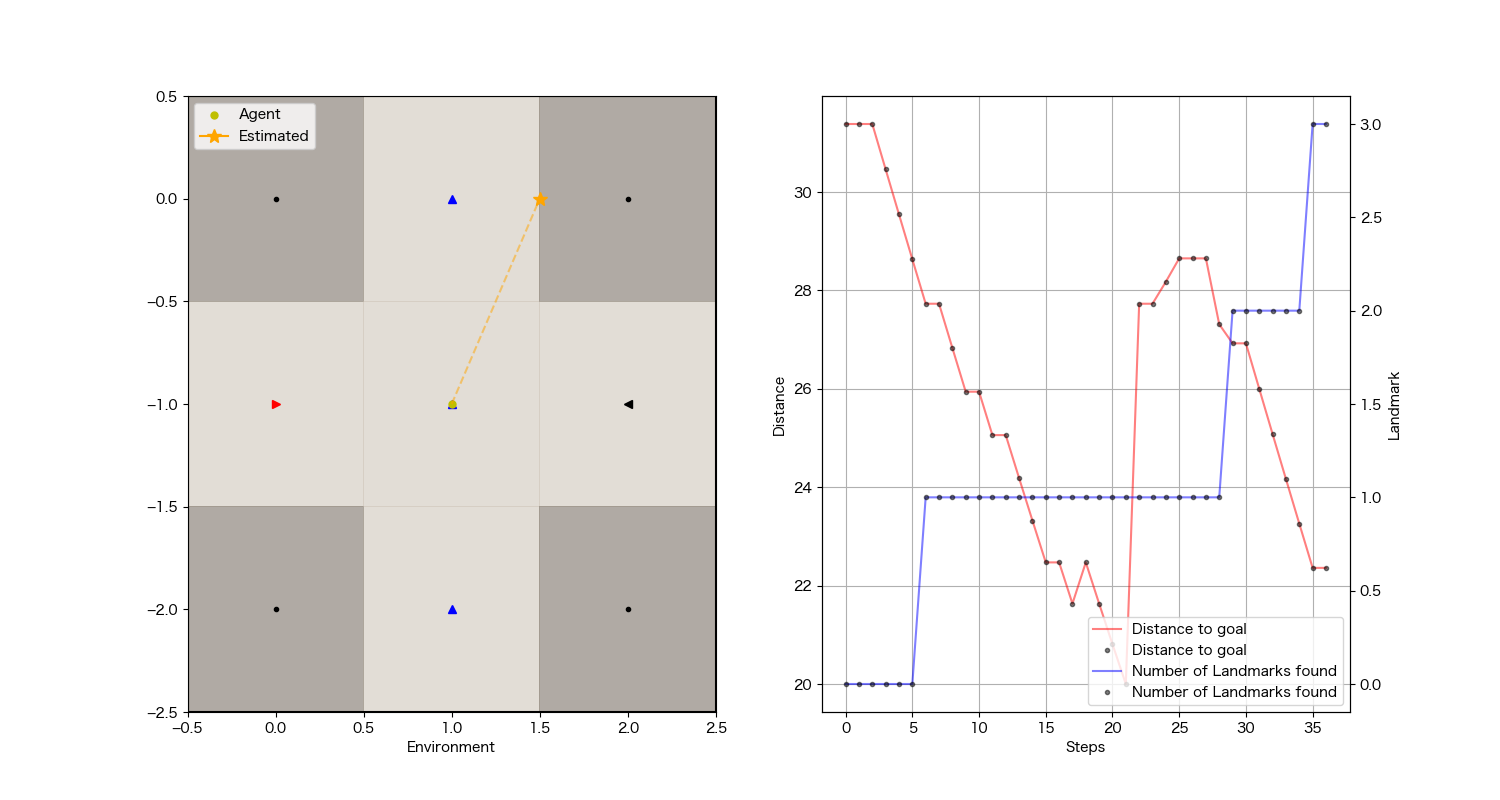 0.5
0.0
−0.5
−1.0
−1.5
−2.0
−2.5
Agent
Estimated
−0.5 0.0 0.5 1.0 1.5 2.0 2.5
Environment
Distance
30
28
26
24
22
20
Distance to goal
Distance to goal
Number of Landmarks found
Number of Landmarks found
0 5 10 15 20 25 30 35
Steps
3.0
2.5
2.0
1.5
1.0
0.5
0.0
Landmark